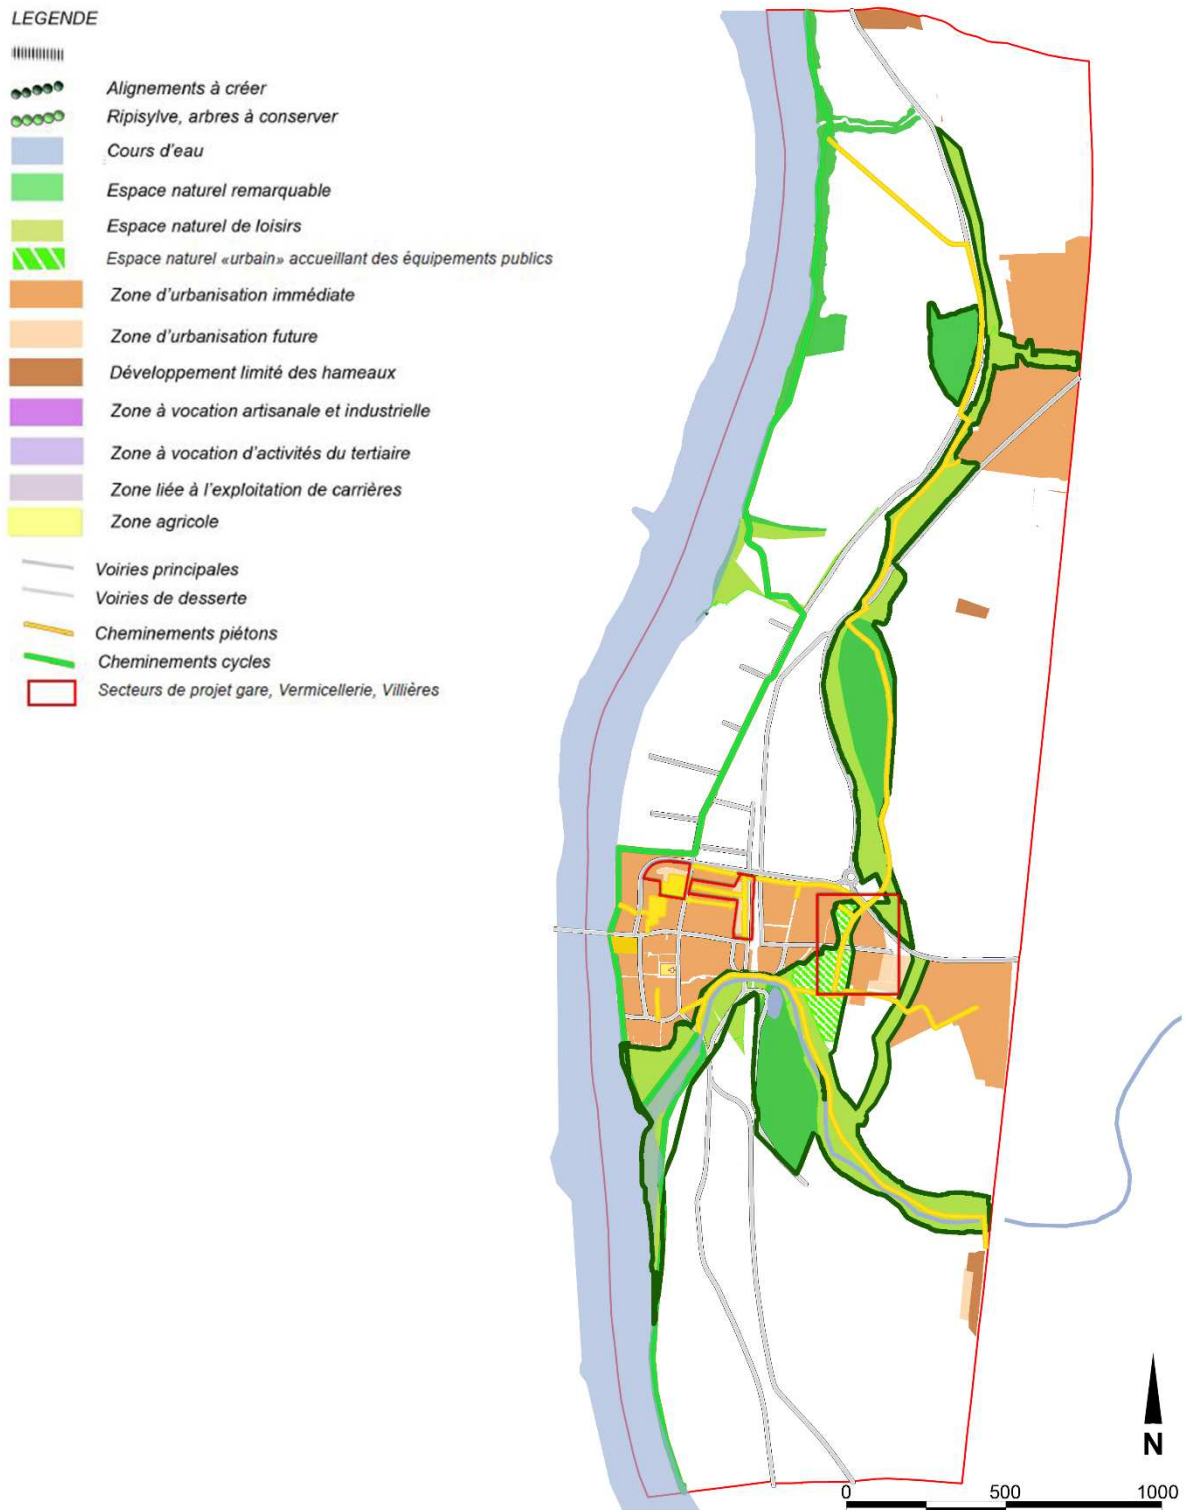 LEGENDE
Alignements à créer
Ripisylve, arbres à conserver
Cours d'eau
Espace naturel remarquable
Espace naturel de loisirs
Espace naturel «urbain» accueillant des équipements publics
Zone d'urbanisation immédiate
Zone d'urbanisation future
Développement limité des hameaux
Zone à vocation artisanale et industrielle
Zone à vocation d'activités du tertiaire
Zone liée à l'exploitation de carrières
Zone agricole
Voiries principales
Voiries de desserte
Cheminements piétons
Cheminements cycles
Secteurs de projet gare, Vermicellerie, Villières
N
0 500 1000